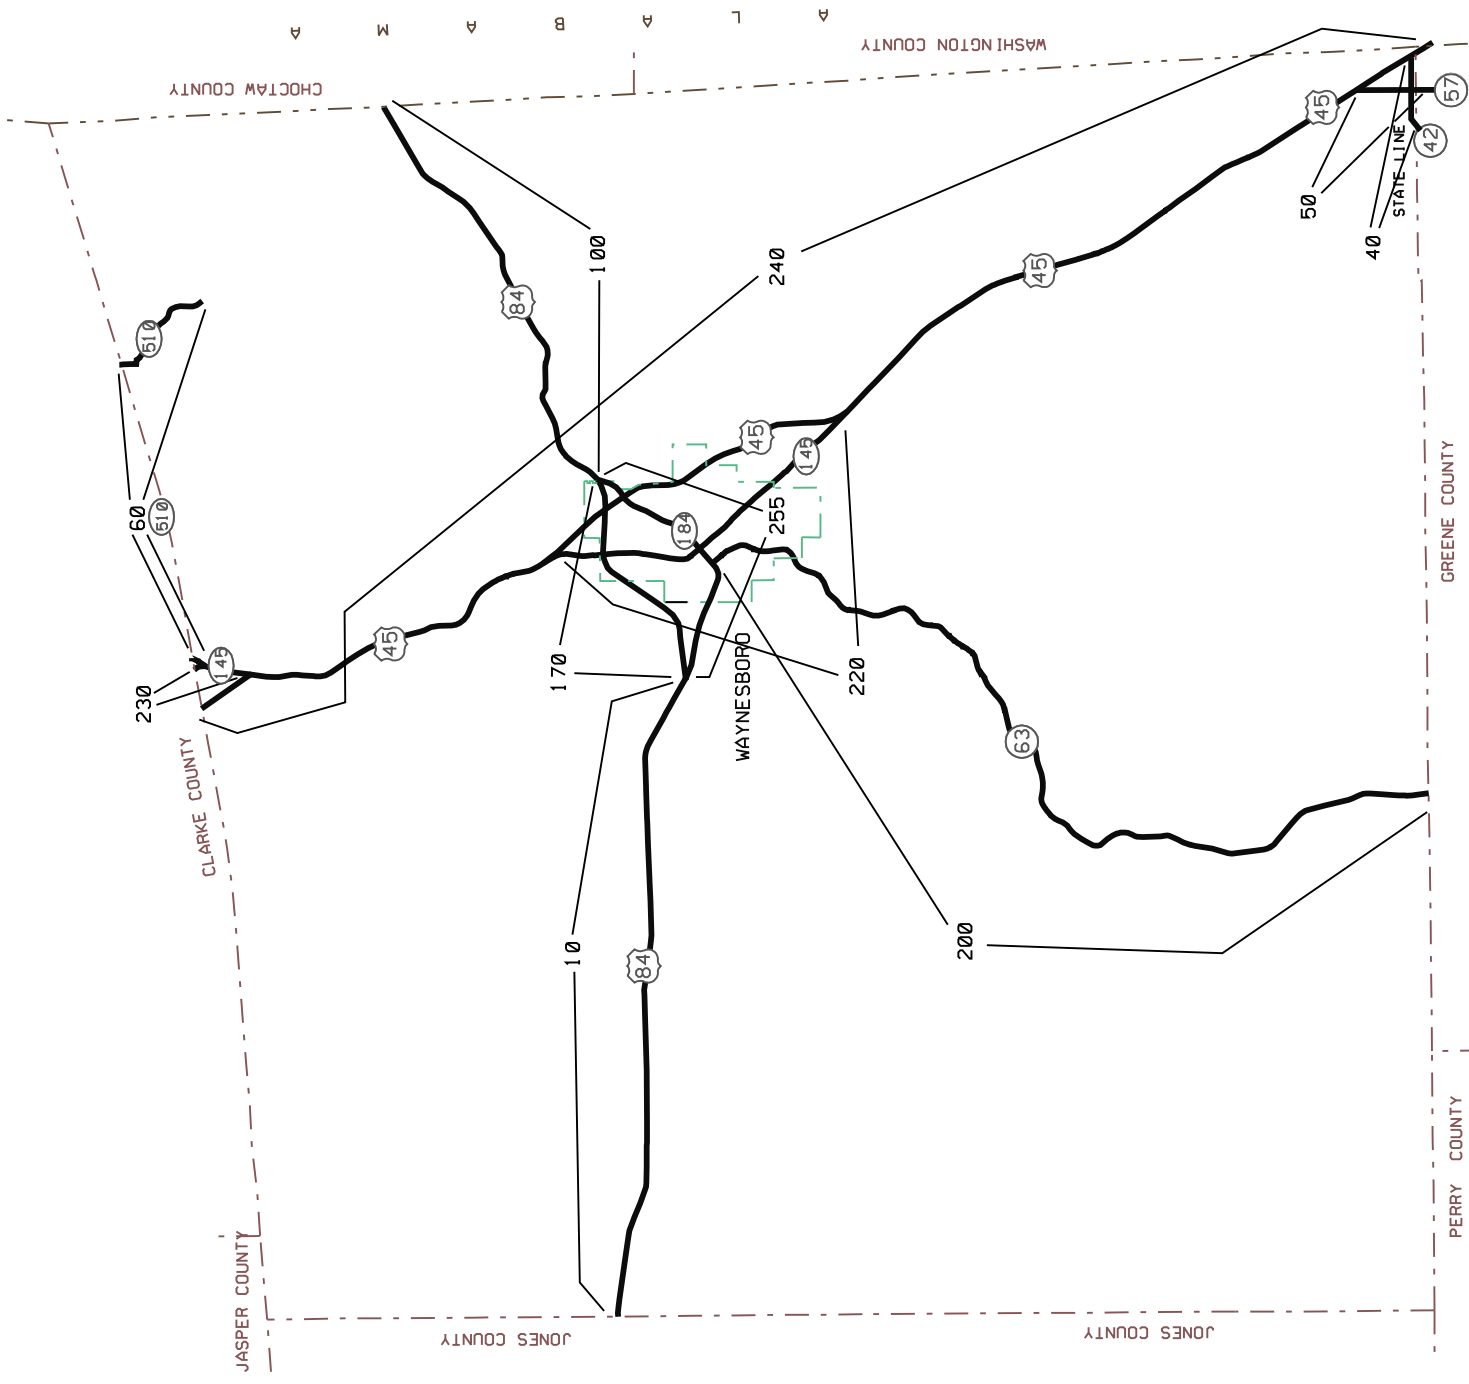 A L A B A M A
CHOCTAW COUNTY
WASHINGTON COUNTY
45
57
42
STATE LINE
50
40
100
240
84
45
510
45
145
GREENE COUNTY
60
510
255
184
45
145
170
220
230
WAYNESBORO
63
CLARKE COUNTY
10
200
84
PERRY COUNTY
JASPER COUNTY
JONES COUNTY
JONES COUNTY